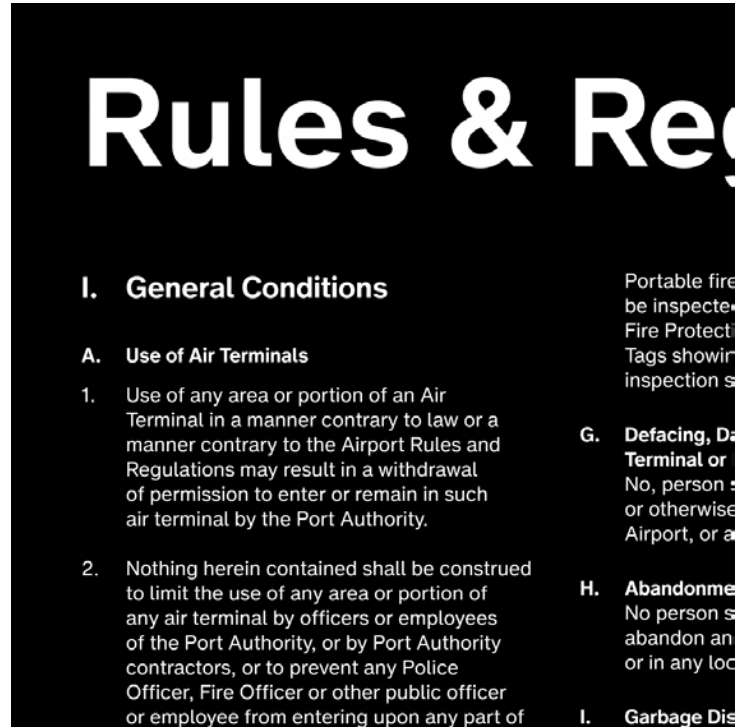 Rules & Reg
I. General Conditions
A. Use of Air Terminals
1. Use of any area or portion of an Air
Terminal in a manner contrary to law or a
manner contrary to the Airport Rules and
Regulations may result in a withdrawal
of permission to enter or remain in such
air terminal by the Port Authority.
2. Nothing herein contained shall be construed
to limit the use of any area or portion of
any air terminal by officers or employees
of the Port Authority, or by Port Authority
contractors, or to prevent any Police
Officer, Fire Officer or other public officer
or employee from entering upon any part of
Portable fire
be inspecte
Fire Protecti
Tags showin
inspection s
G. Defacing, Da
Terminal or
No, person s
or otherwise
Airport, or a
H. Abandonme
No person s
abandon an
or in any loc
I. Garbage Dis